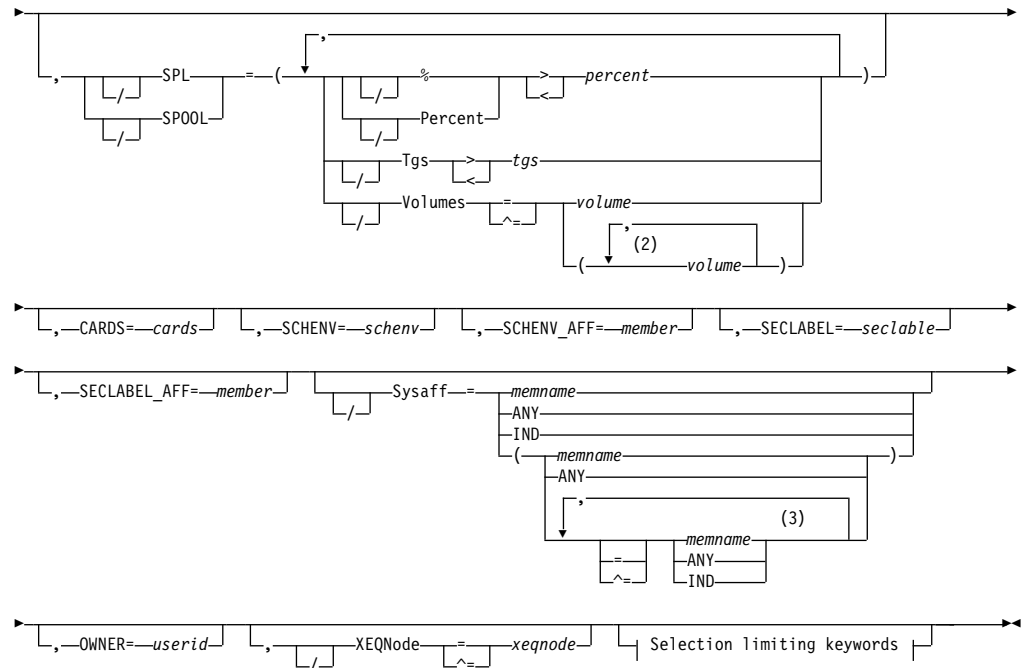 ,
, / SPL = ( / % > percent )
/ SPOOL / Percent <
/ Tgs > tgs
<
/ Volumes = volume
^= ,
(2)
( volume )
,CARDS=cards ,SCHENV=schenv ,SCHENV_AFF=member ,SECLABEL=seclable
,SECLABEL_AFF=member / Sysaff = memname
ANY
IND
( memname )
ANY
,
(3)
memname
= ANY
^= IND
,OWNER=userid , / XEQNode = xeqnode Selection limiting keywords
^=